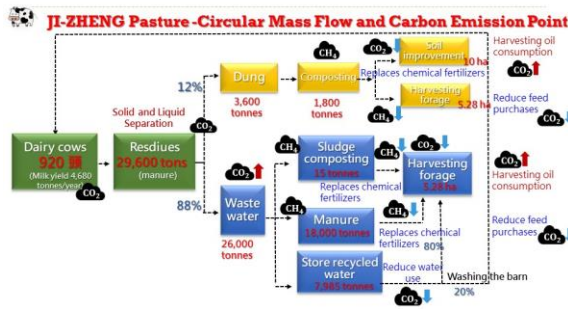 JI-ZHENG Pasture -Circular Mass Flow and Carbon Emission Point
Harvesting oil
consumption
CO₂
Reduce feed
purchases
CO₂
CH₄
CO₂
Soil
improvement
10 ha
Replaces chemical fertilizers
Dung
Composting
Harvesting
forage
5.28 ha
12%
3,600
tonnes
1,800
tonnes
CH₄
Solid and Liquid
Separation
CO₂
Dairy cows
920 頭
(Milk yield 4,680
tonnes/year)
CO₂
Resdiues
29,600 tons
(manure)
88%
CO₂
Waste
water
26,000
tonnes
CH₄
Sludge
composting
15 tonnes
CH₄
CO₂
Replaces chemical
fertilizers
Harvesting
forage
5.28 ha
CO₂
Harvesting oil
consumption
CH₄
Manure
18,000 tonnes
CH₄
Replaces chemical
fertilizers
80%
Reduce feed
purchases
CO₂
Store recycled
water
7,985 tonnes
Reduce water
use
CO₂
Washing the barn
20%